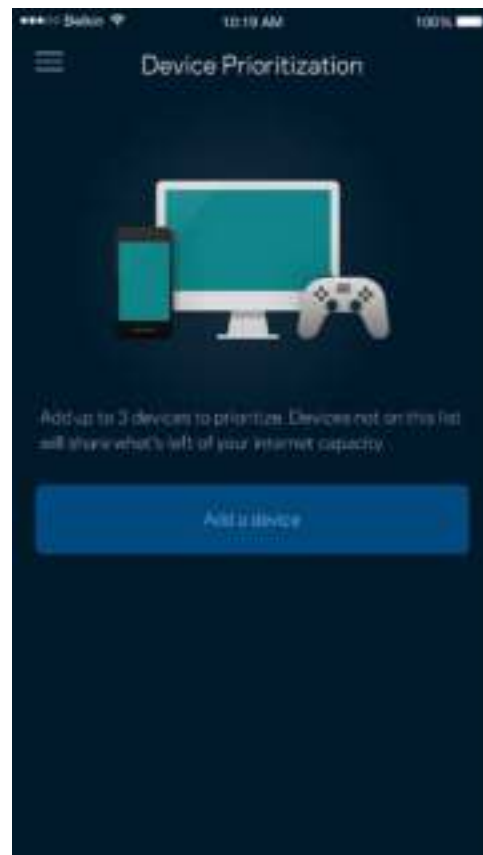 Belkin 10:19 AM 100%
Device Prioritization
Add up to 3 devices to prioritize. Devices not on this list
will share what's left of your internet capacity.
Add a device